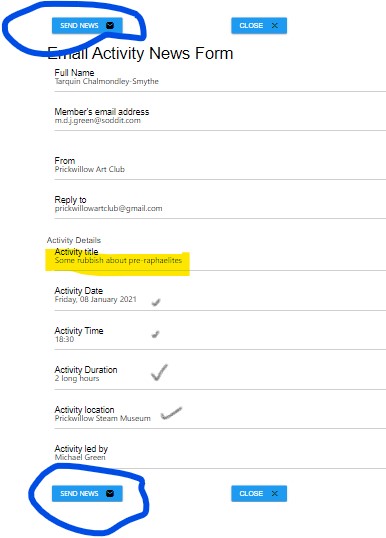 SEND NEWS CLOSE
Email Activity News Form
Full Name
Tarquin Chalmondley-Smythe
Member's email address
m.d.j.green@soddit.com
From
Prickwillow Art Club
Reply to
prickwillowartclub@gmail.com
Activity Details
Activity title
Some rubbish about pre-raphaelites
Activity Date
Friday, 08 January 2021
Activity Time
18:30
Activity Duration
2 long hours
Activity location
Prickwillow Steam Museum
Activity led by
Michael Green
SEND NEWS CLOSE